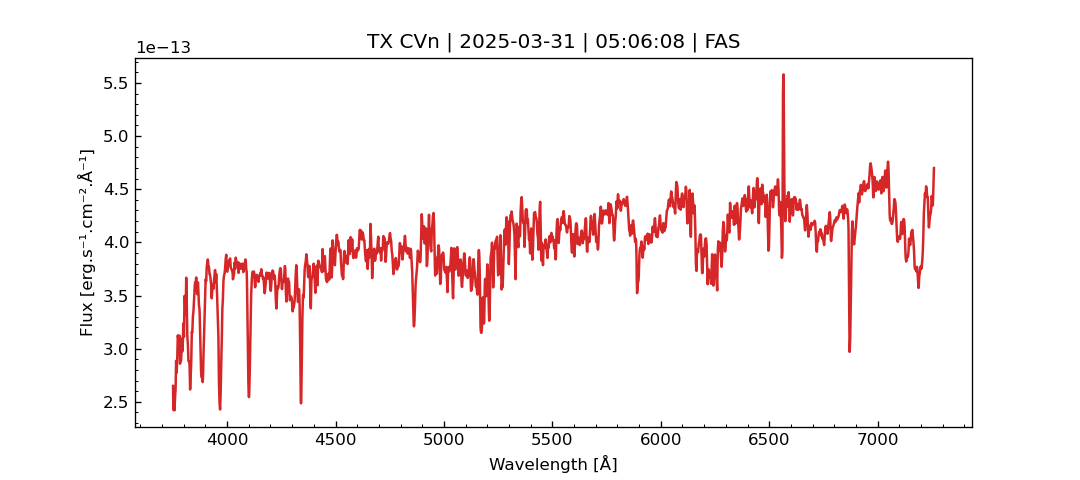 TX CVn | 2025-03-31 | 05:06:08 | FAS
1e−13
5.5
5.0
4.5
4.0
3.5
3.0
2.5
Flux [erg.s⁻¹.cm⁻².Å⁻¹]
4000 4500 5000 5500 6000 6500 7000
Wavelength [Å]